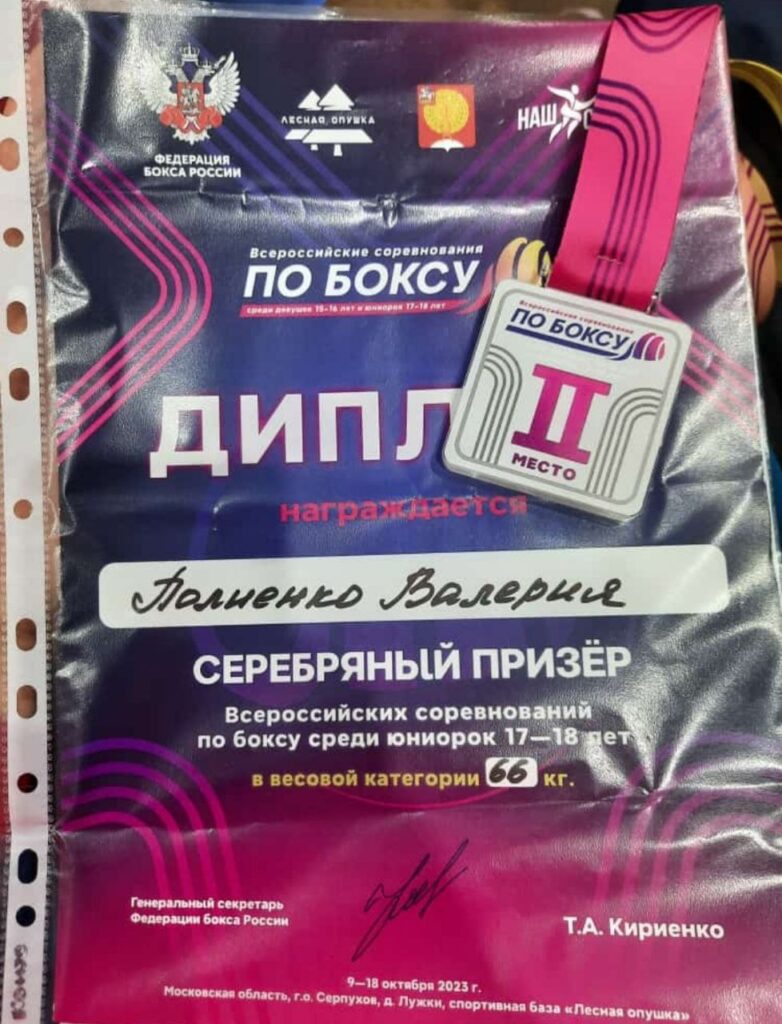 ФЕДЕРАЦИЯ
БОКСА РОССИИ
ЛЕСНАЯ ОПУШКА
НАШ
Всероссийские соревнования
ПО БОКСУ
среди девушек 15-16 лет и юниорок 17-18 лет
Всероссийские соревнования
ПО БОКСУ
II
МЕСТО
ДИПЛ
награждается
Полиенко Валерия
СЕРЕБРЯНЫЙ ПРИЗЁР
Всероссийских соревнований
по боксу среди юниорок 17—18 лет
в весовой категории 66 кг.
Генеральный секретарь
Федерации бокса России
Т.А. Кириенко
9—18 октября 2023 г.
Московская область, г.о. Серпухов, д. Лужки, спортивная база «Лесная опушка»